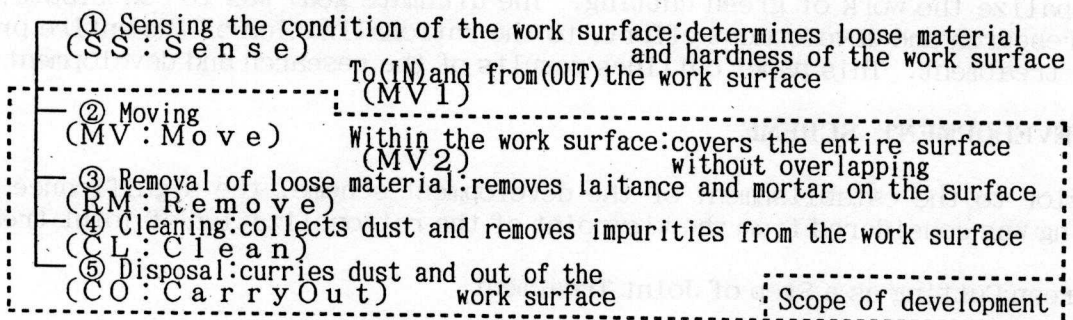 ① Sensing the condition of the work surface:determines loose material
(SS:Sense) and hardness of the work surface
To(IN)and from(OUT)the work surface
(MV1)
② Moving
(MV:Move) Within the work surface:covers the entire surface
(MV2) without overlapping
③ Removal of loose material:removes laitance and mortar on the surface
(RM:Remove)
④ Cleaning:collects dust and removes impurities from the work surface
(CL:Clean)
⑤ Disposal:curries dust and out of the
(CO:CarryOut) work surface
Scope of development